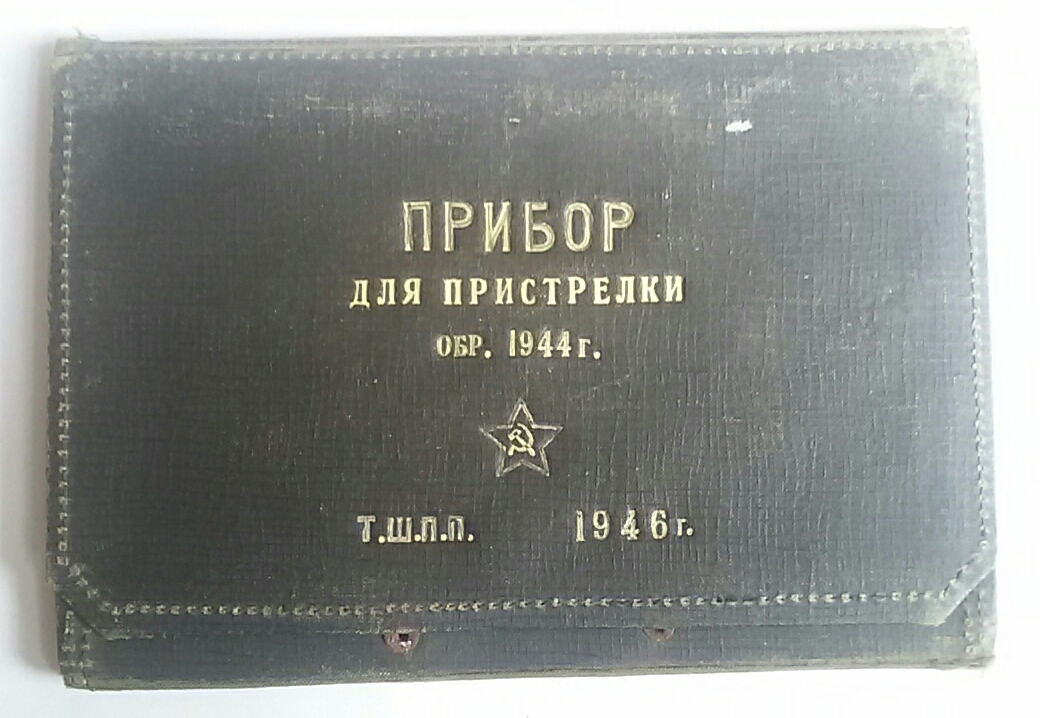 ПРИБОР
ДЛЯ ПРИСТРЕЛКИ
ОБР. 1944 г.
Т.Ш.П.П. 1946 г.